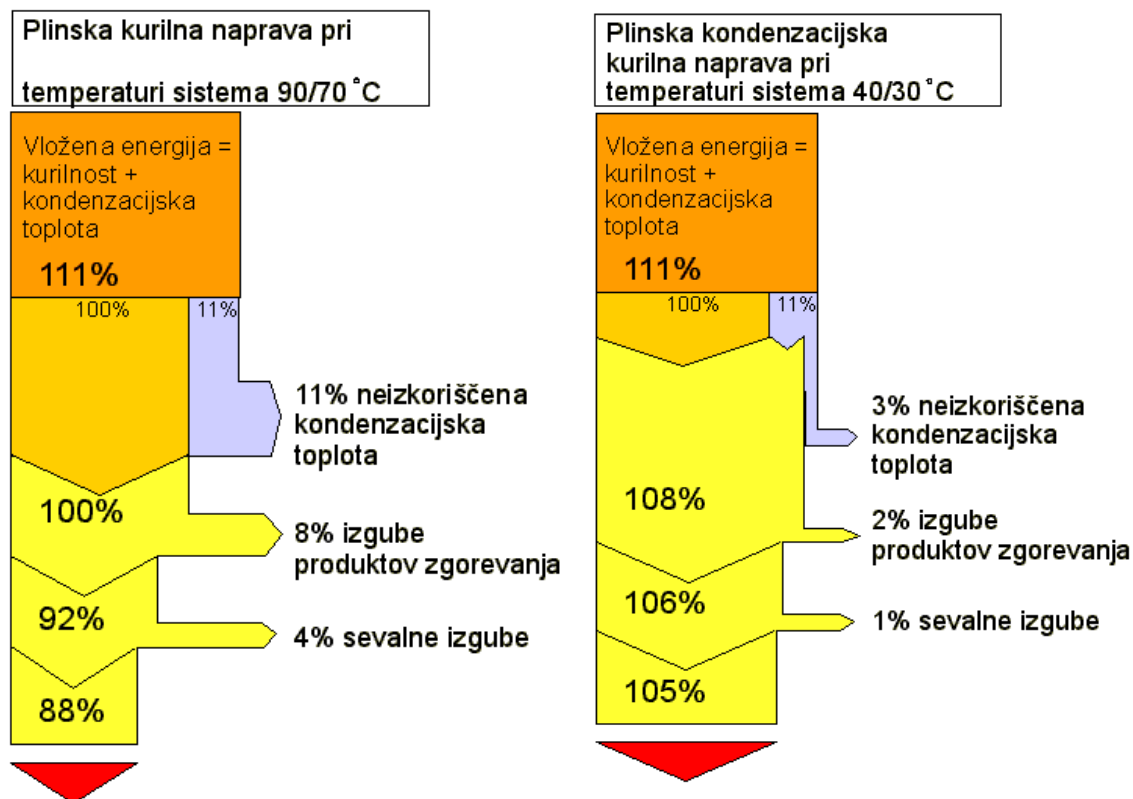 Plinska kurilna naprava pri
temperaturi sistema 90/70 °C
Vložena energija =
kurilnost +
kondenzacijska
toplota
111%
100%
11%
11% neizkoriščena
kondenzacijska
toplota
100%
8% izgube
produktov zgorevanja
92%
4% sevalne izgube
88%
Plinska kondenzacijska
kurilna naprava pri
temperaturi sistema 40/30 °C
Vložena energija =
kurilnost +
kondenzacijska
toplota
111%
100%
11%
3% neizkoriščena
kondenzacijska
toplota
108%
2% izgube
produktov zgorevanja
106%
1% sevalne izgube
105%